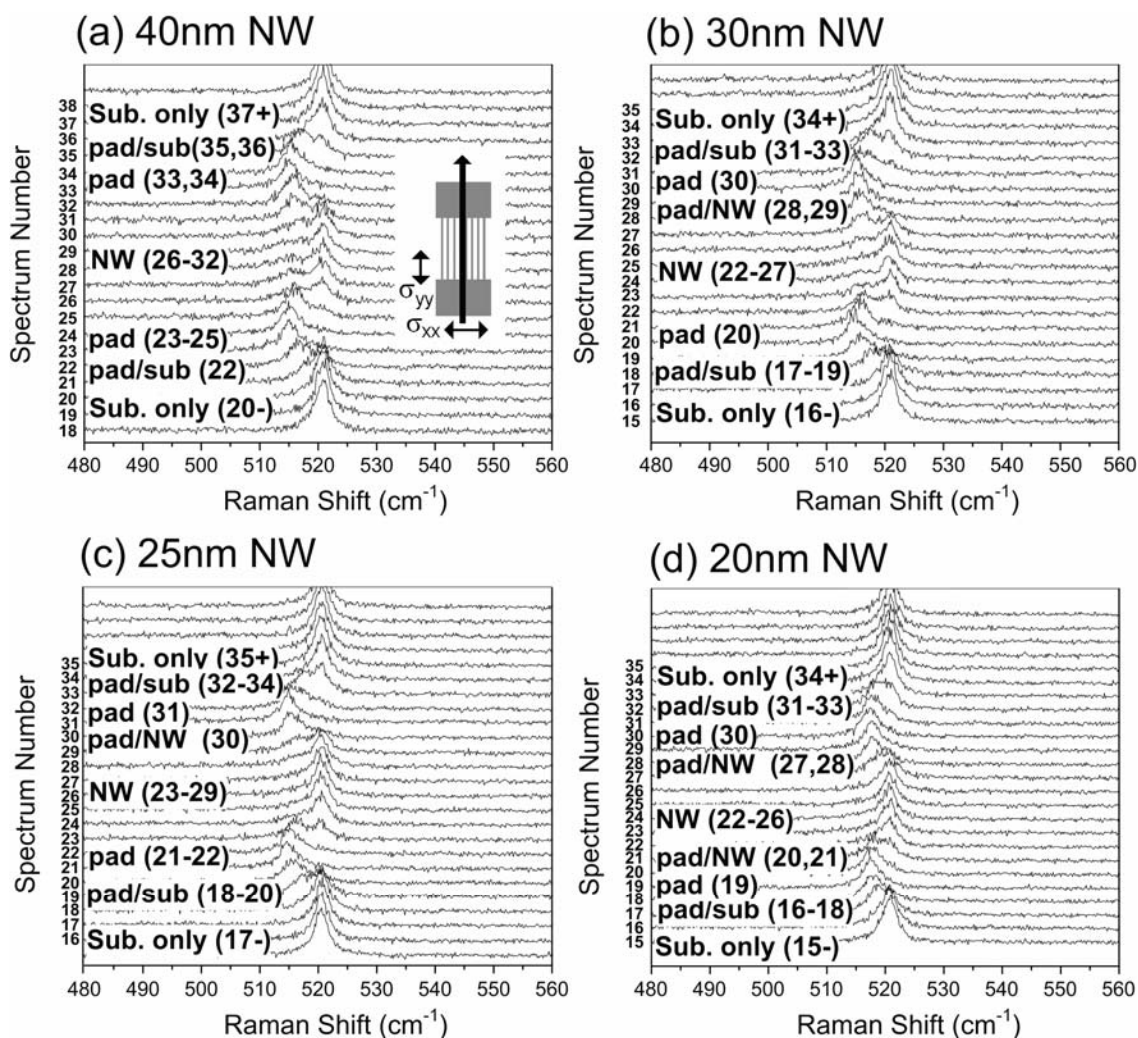 (a) 40nm NW
Spectrum Number
38
37
36
35
34
33
32
31
30
29
28
27
26
25
24
23
22
21
20
19
18
Sub. only (37+)
pad/sub(35,36)
pad (33,34)
NW (26-32)
pad (23-25)
pad/sub (22)
Sub. only (20-)
σyy
σxx
480 490 500 510 520 530 540 550 560
Raman Shift (cm⁻¹)
(b) 30nm NW
Spectrum Number
35
34
33
32
31
30
29
28
27
26
25
24
23
22
21
20
19
18
17
16
15
Sub. only (34+)
pad/sub (31-33)
pad (30)
pad/NW (28,29)
NW (22-27)
pad (20)
pad/sub (17-19)
Sub. only (16-)
480 490 500 510 520 530 540 550 560
Raman Shift (cm⁻¹)
(c) 25nm NW
Spectrum Number
35
34
33
32
31
30
29
28
27
26
25
24
23
22
21
20
19
18
17
16
Sub. only (35+)
pad/sub (32-34)
pad (31)
pad/NW (30)
NW (23-29)
pad (21-22)
pad/sub (18-20)
Sub. only (17-)
480 490 500 510 520 530 540 550 560
Raman Shift (cm⁻¹)
(d) 20nm NW
Spectrum Number
35
34
33
32
31
30
29
28
27
26
25
24
23
22
21
20
19
18
17
16
15
Sub. only (34+)
pad/sub (31-33)
pad (30)
pad/NW (27,28)
NW (22-26)
pad/NW (20,21)
pad (19)
pad/sub (16-18)
Sub. only (15-)
480 490 500 510 520 530 540 550 560
Raman Shift (cm⁻¹)